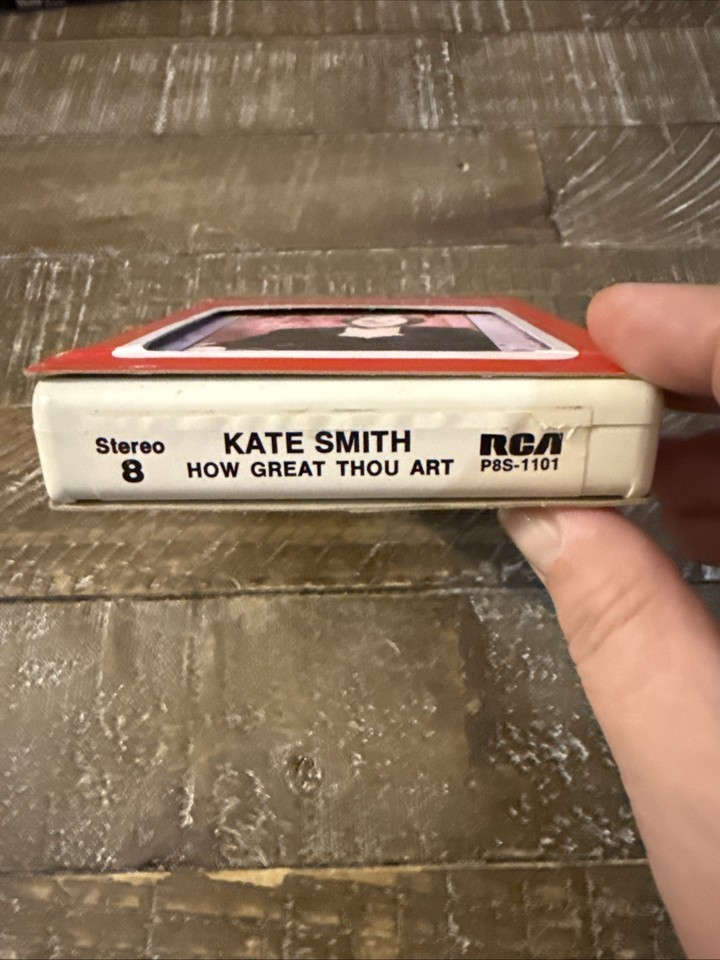 Stereo
8
KATE SMITH
HOW GREAT THOU ART
RCA
P8S-1101